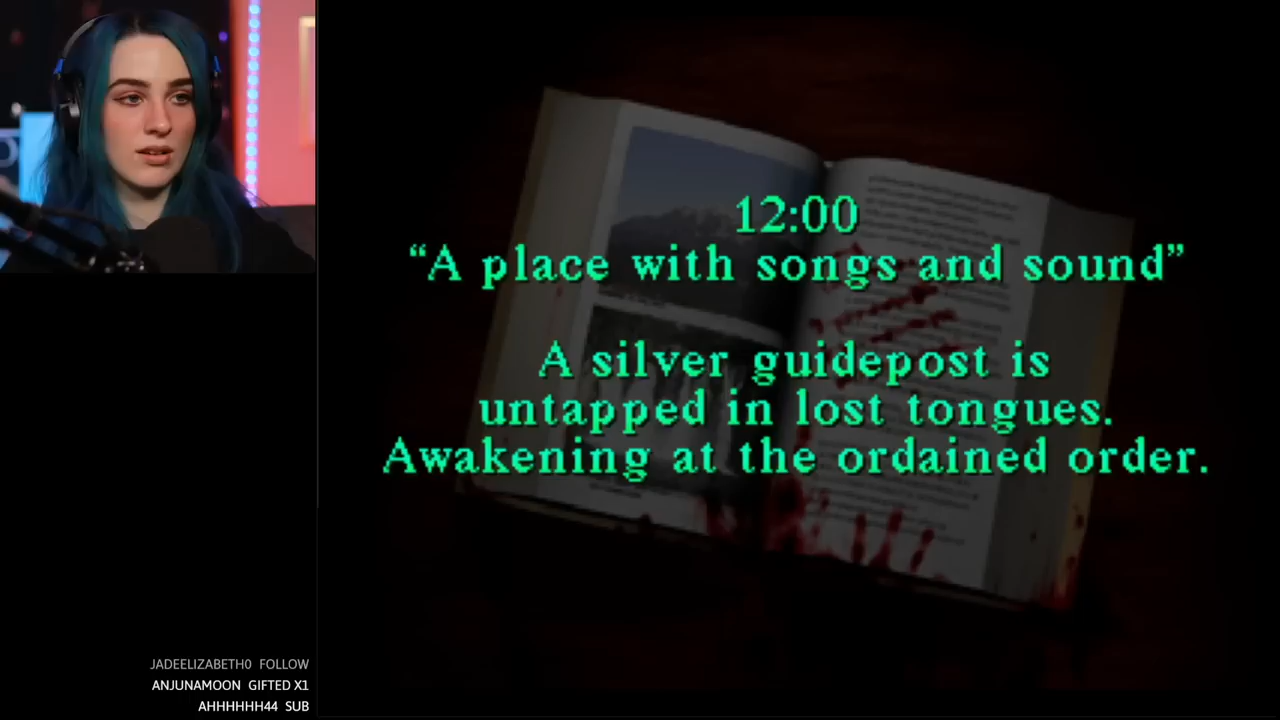 12:00
“A place with songs and sound”
A silver guidepost is
untapped in lost tongues.
Awakening at the ordained order.
JADEELIZABETH0 FOLLOW
ANJUNAMOON GIFTED X1
AHHHHHH44 SUB